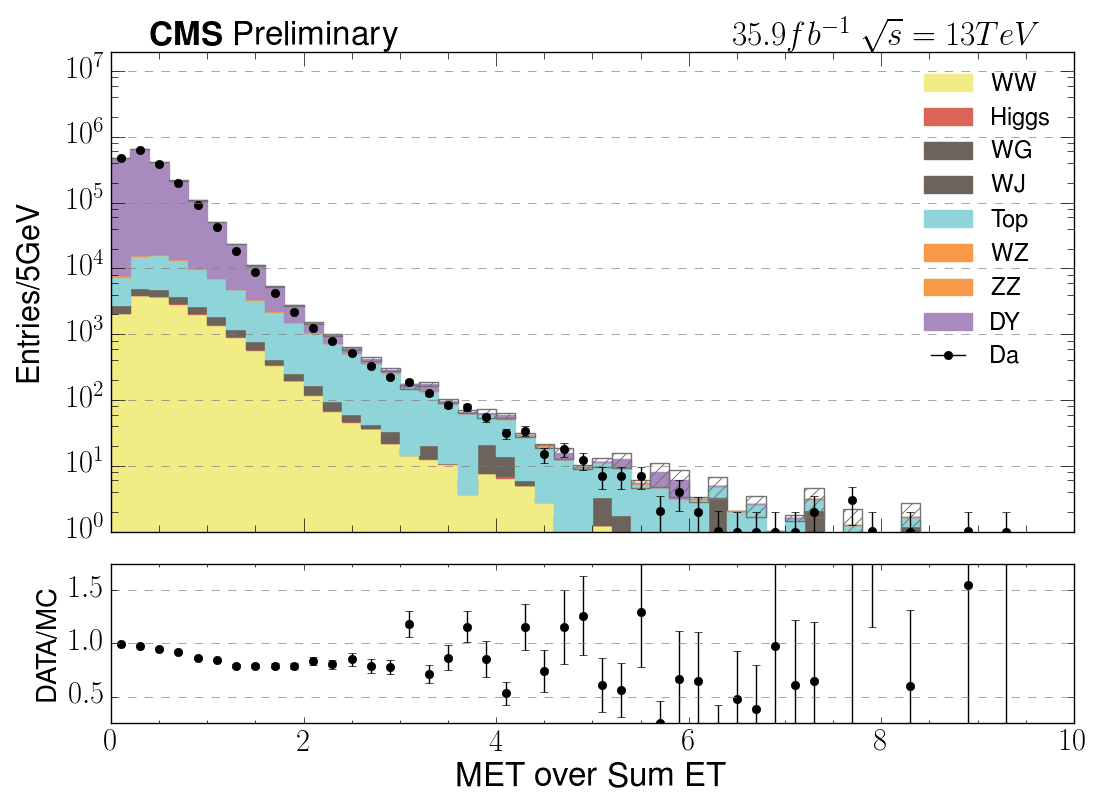 CMS Preliminary 35.9fb⁻¹ √s = 13TeV
Entries/5GeV
10⁷
10⁶
10⁵
10⁴
10³
10²
10¹
10⁰
WW
Higgs
WG
WJ
Top
WZ
ZZ
DY
Da
DATA/MC
1.5
1.0
0.5
0 2 4 6 8 10
MET over Sum ET